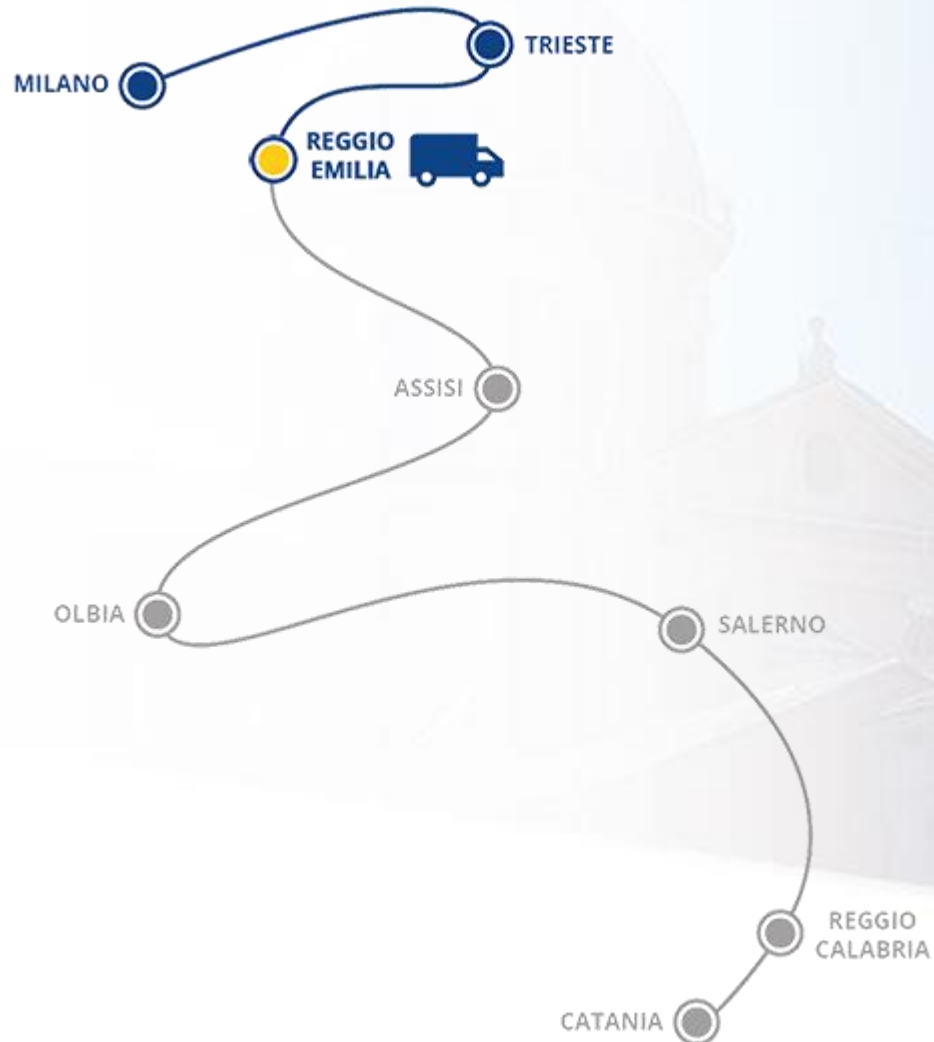 TRIESTE
MILANO
REGGIO
EMILIA
ASSISI
OLBIA
SALERNO
REGGIO
CALABRIA
CATANIA